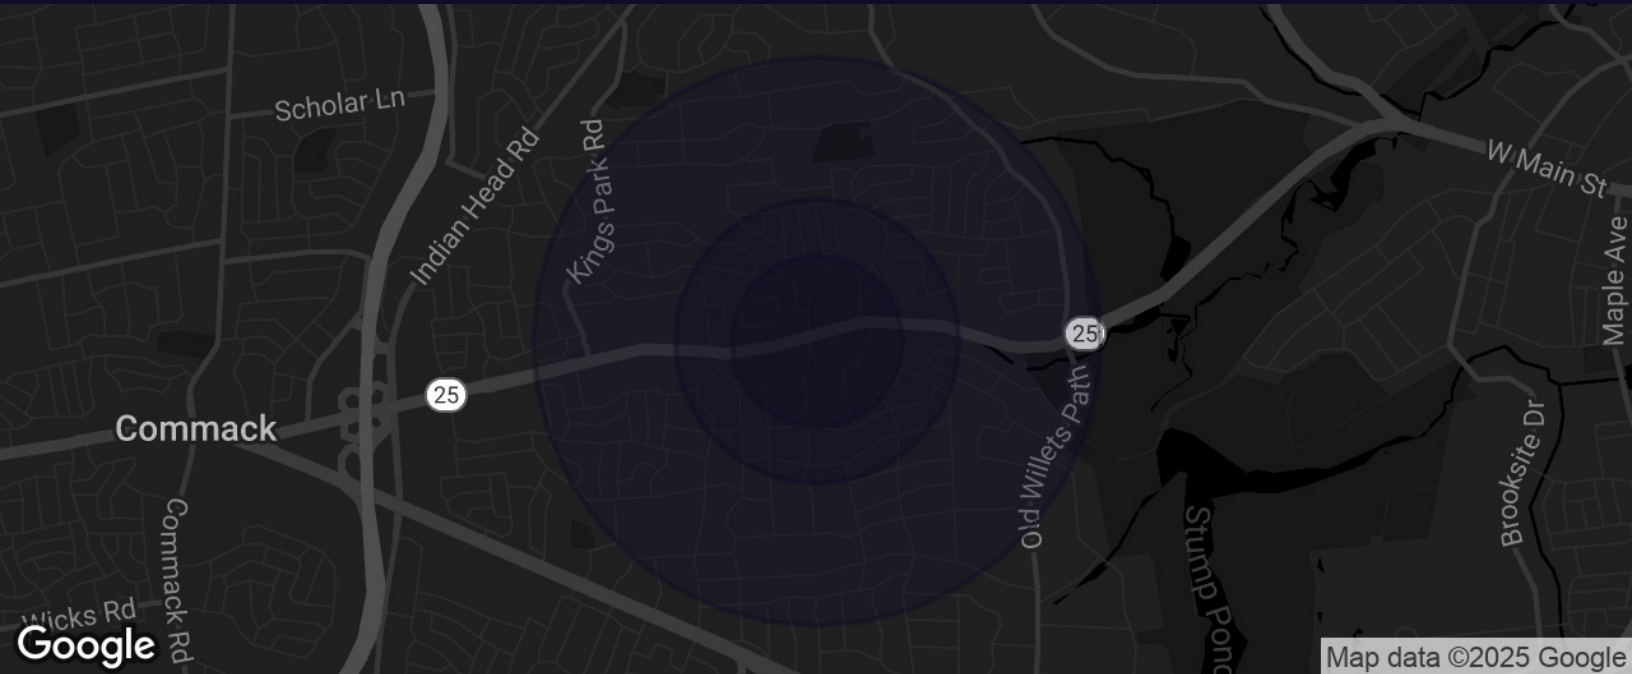 Scholar Ln
Indian Head Rd
Kings Park Rd
W Main St
Maple Ave
25
25
Commack
Old Willets Path
Brooksite Dr
Commack Rd
Stump Pond
Wicks Rd
Google
Map data ©2025 Google